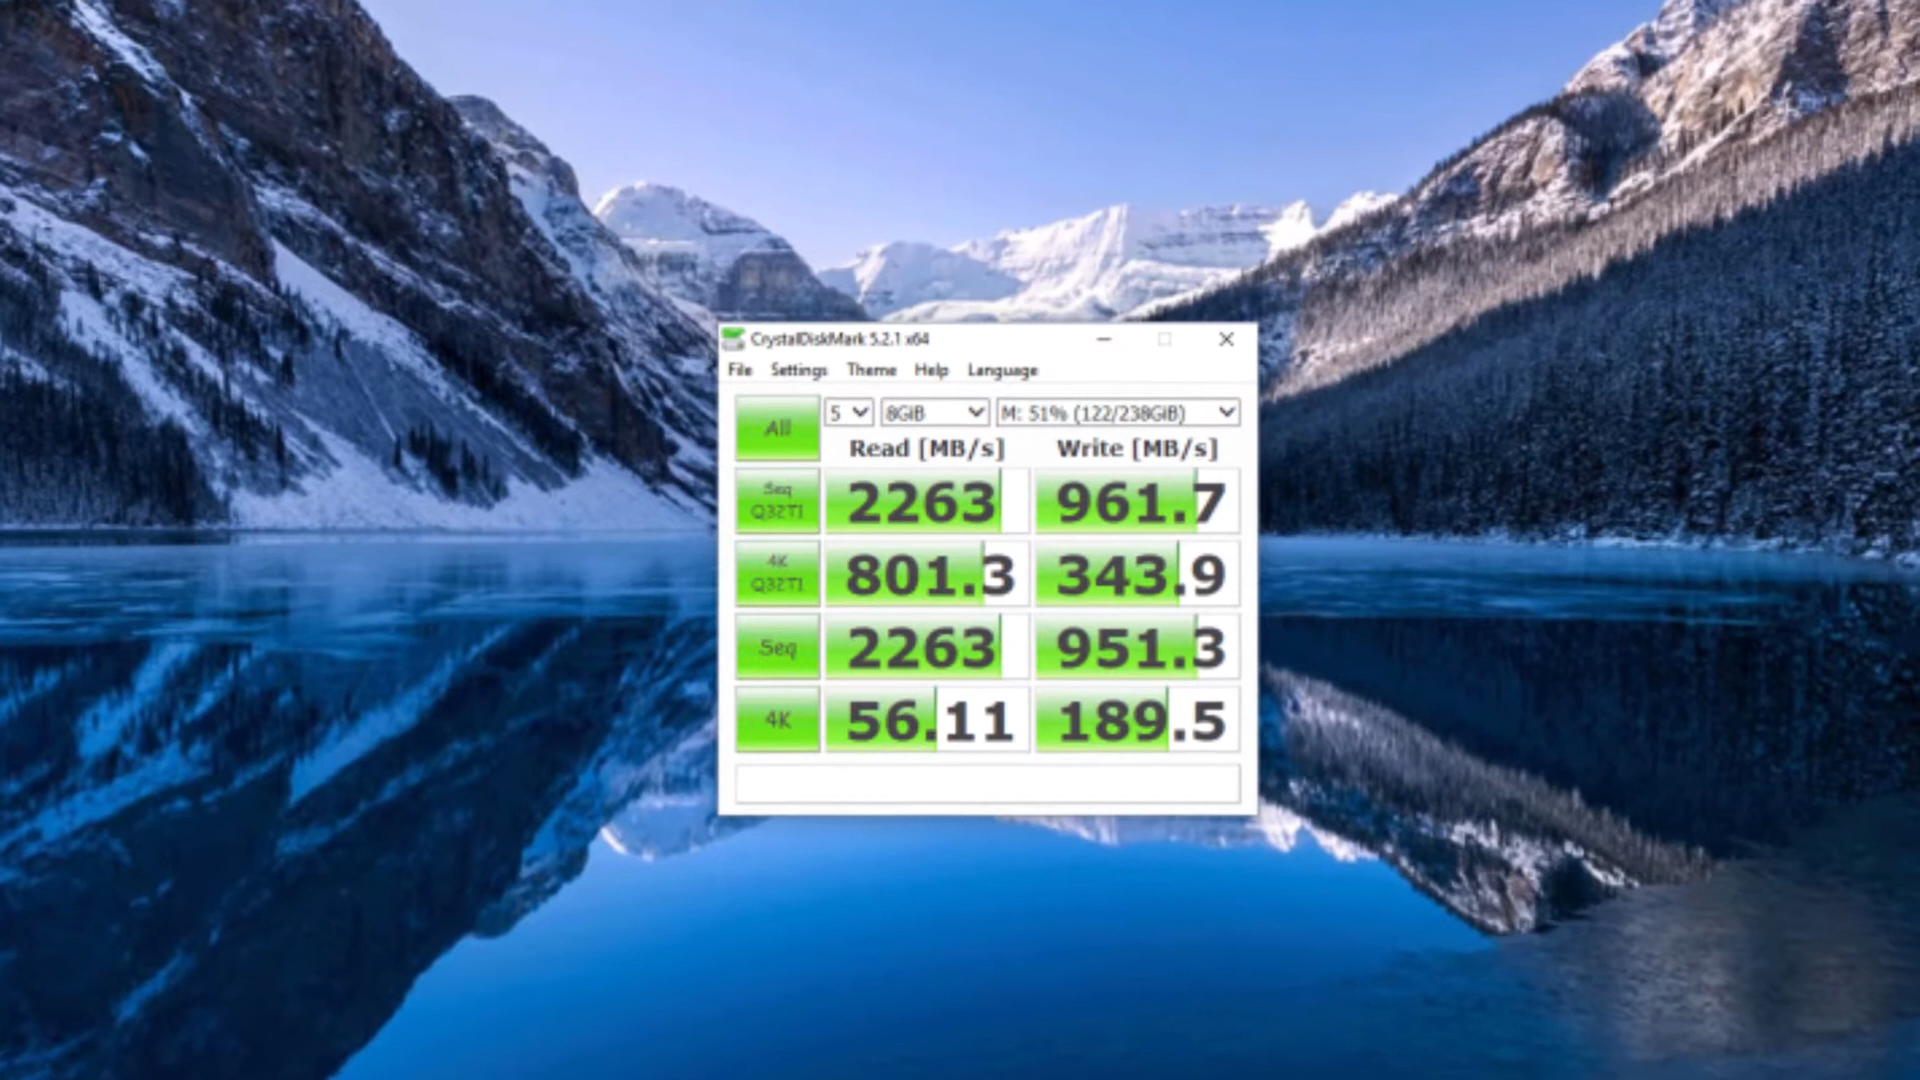 CrystalDiskMark 5.2.1 x64
File Settings Theme Help Language
All 5 8GiB M: 51% (122/238GiB)
Read [MB/s] Write [MB/s]
Seq Q32T1 2263 961.7
4K Q32T1 801.3 343.9
Seq 2263 951.3
4K 56.11 189.5